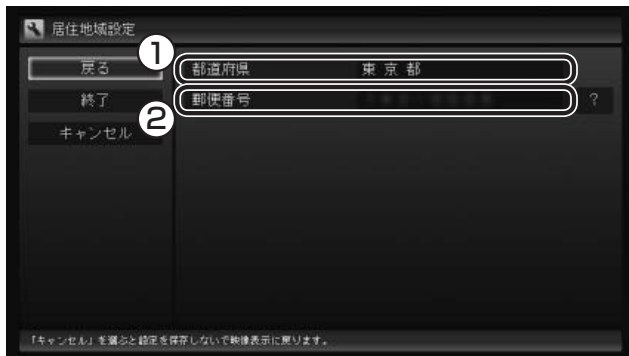 居住地域設定
戻る
① 都道府県 東京都
終了
② 郵便番号 ?
キャンセル
「キャンセル」を選ぶと設定を保存しないで映像表示に戻ります。